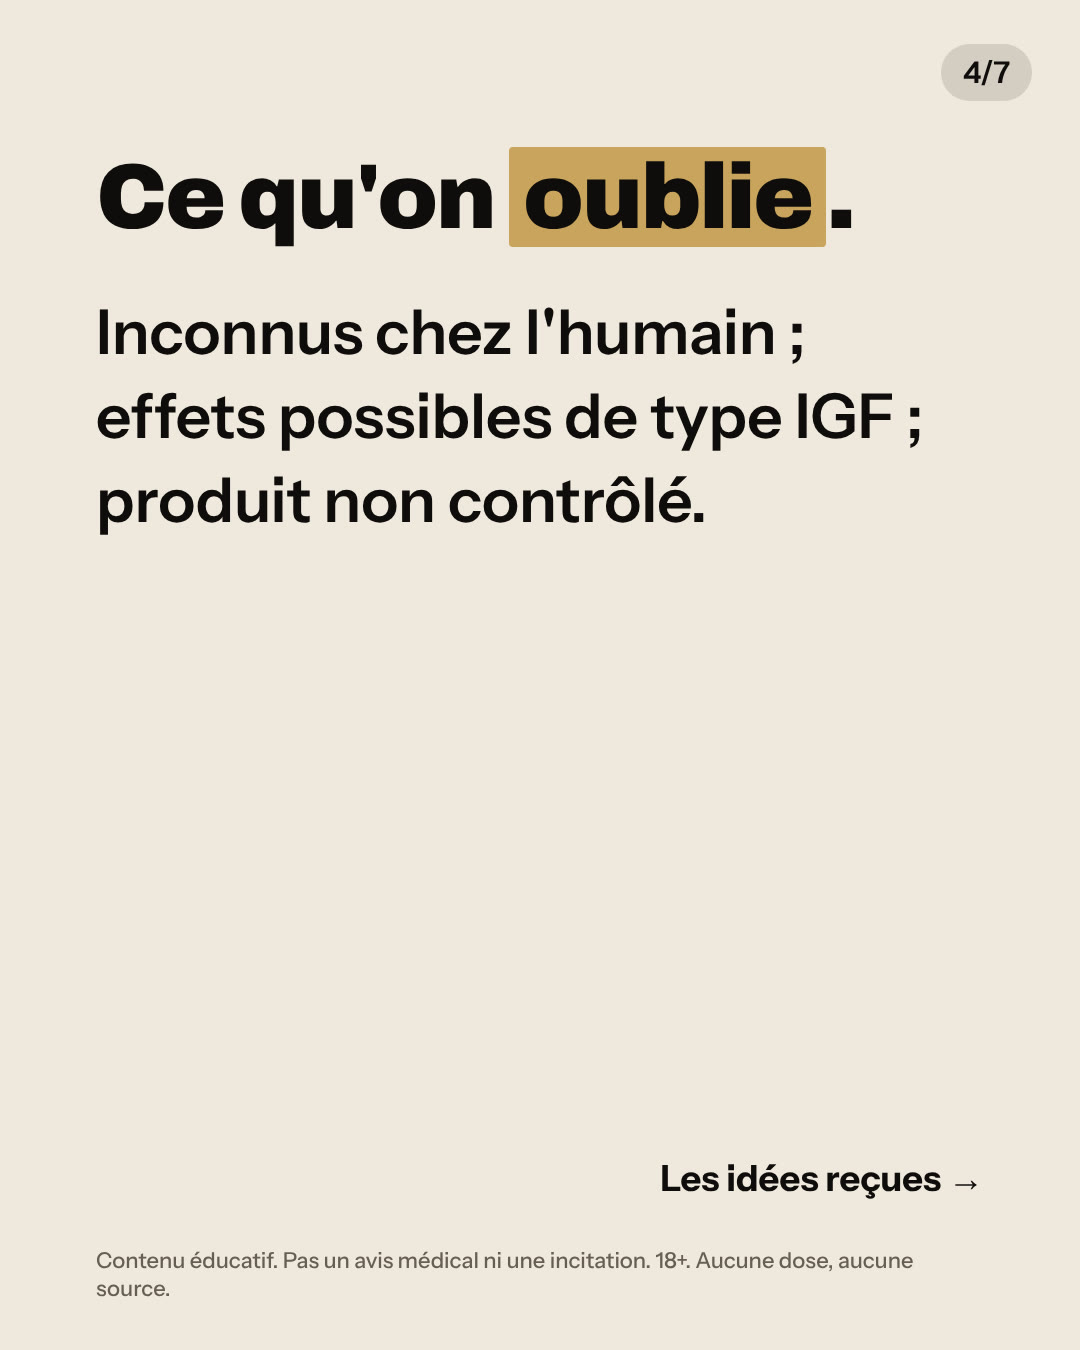 4/7
Ce qu'on oublie.
Inconnus chez l'humain ;
effets possibles de type IGF ;
produit non contrôlé.
Les idées reçues →
Contenu éducatif. Pas un avis médical ni une incitation. 18+. Aucune dose, aucune
source.